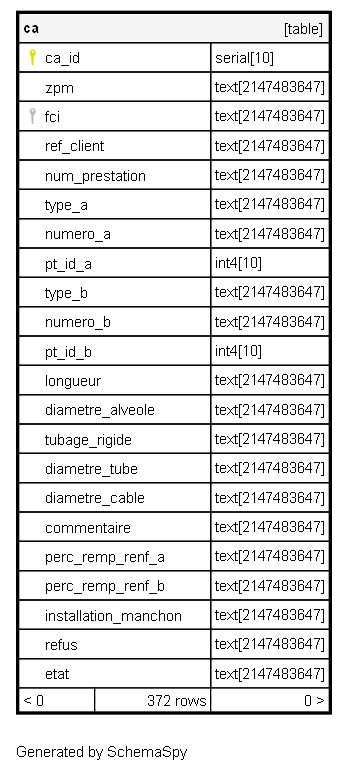 ca [table]
ca_id serial[10]
zpm text[2147483647]
fci text[2147483647]
ref_client text[2147483647]
num_prestation text[2147483647]
type_a text[2147483647]
numero_a text[2147483647]
pt_id_a int4[10]
type_b text[2147483647]
numero_b text[2147483647]
pt_id_b int4[10]
longueur text[2147483647]
diametre_alveole text[2147483647]
tubage_rigide text[2147483647]
diametre_tube text[2147483647]
diametre_cable text[2147483647]
commentaire text[2147483647]
perc_remp_renf_a text[2147483647]
perc_remp_renf_b text[2147483647]
installation_manchon text[2147483647]
refus text[2147483647]
etat text[2147483647]
< 0 372 rows 0 >
Generated by SchemaSpy